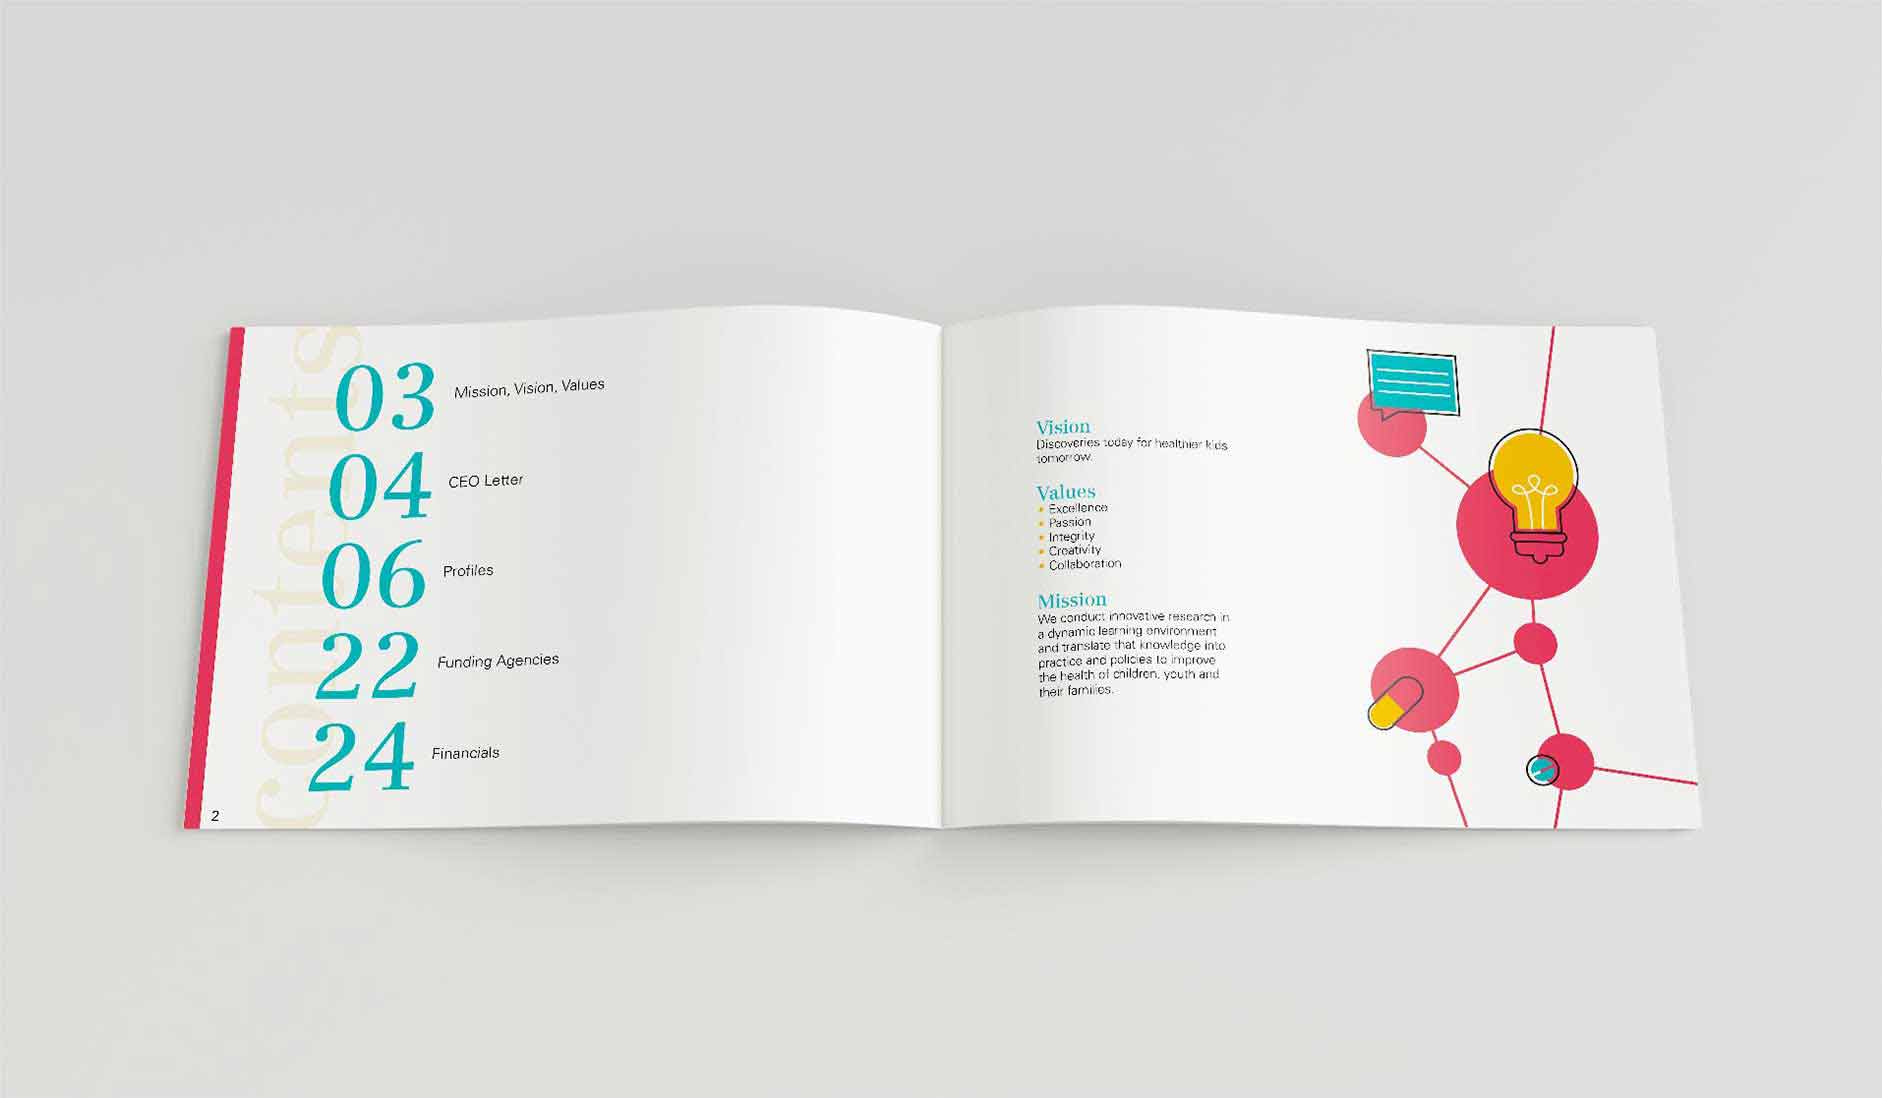 contents
03 Mission, Vision, Values
04 CEO Letter
06 Profiles
22 Funding Agencies
24 Financials
2
Vision
Discoveries today for healthier kids
tomorrow.
Values
• Excellence
• Passion
• Integrity
• Creativity
• Collaboration
Mission
We conduct innovative research in
a dynamic learning environment
and translate that knowledge into
practice and policies to improve
the health of children, youth and
their families.